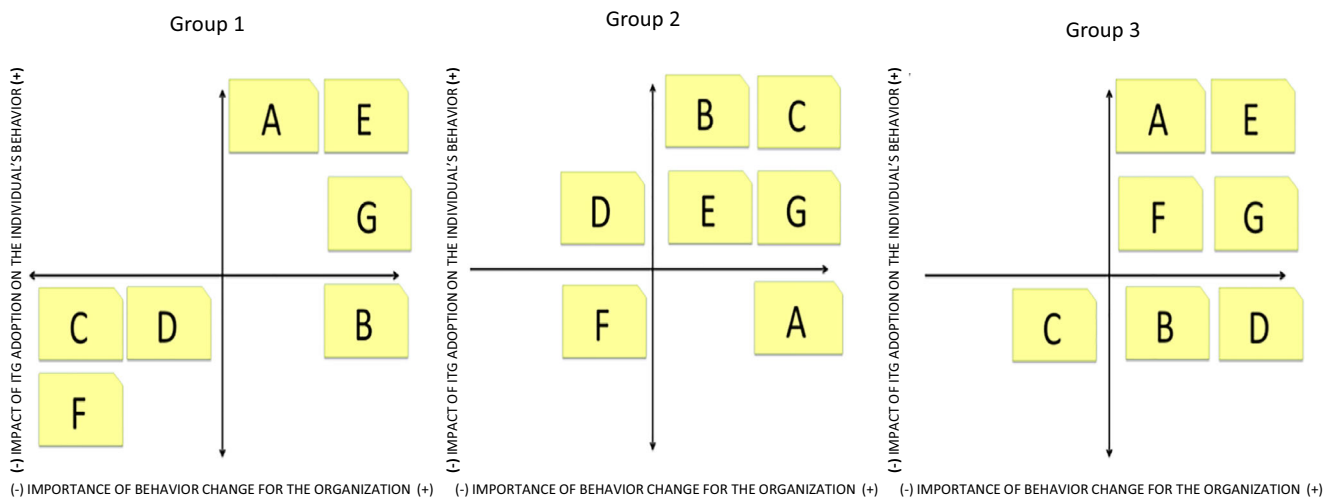 Group 1
(-) IMPACT OF ITG ADOPTION ON THE INDIVIDUAL'S BEHAVIOR (+)
A E
G
C D B
F
(-) IMPORTANCE OF BEHAVIOR CHANGE FOR THE ORGANIZATION (+)
Group 2
(-) IMPACT OF ITG ADOPTION ON THE INDIVIDUAL'S BEHAVIOR (+)
B C
D E G
F A
(-) IMPORTANCE OF BEHAVIOR CHANGE FOR THE ORGANIZATION (+)
Group 3
(-) IMPACT OF ITG ADOPTION ON THE INDIVIDUAL'S BEHAVIOR (+)
A E
F G
C B D
(-) IMPORTANCE OF BEHAVIOR CHANGE FOR THE ORGANIZATION (+)